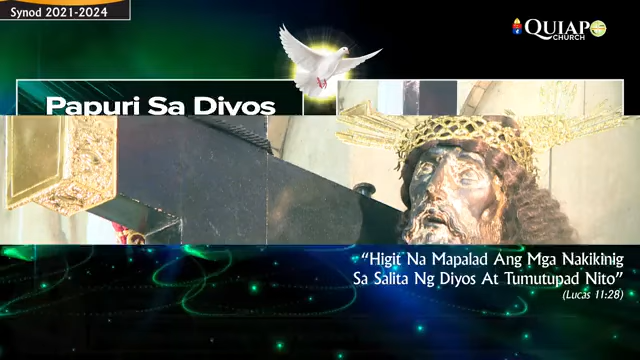 Synod 2021-2024
QUIAPO
CHURCH
Papuri Sa Diyos
“Higit Na Mapalad Ang Mga Nakikinig
Sa Salita Ng Diyos At Tumutupad Nito”
(Lucas 11:28)